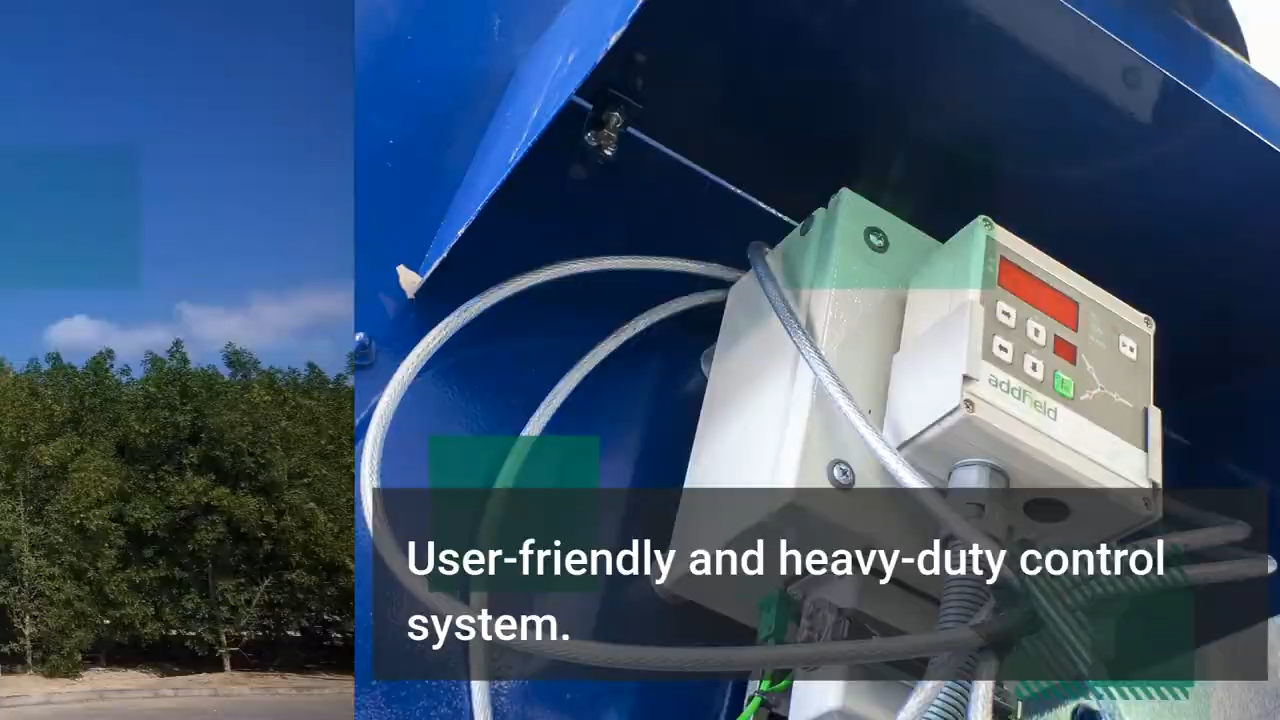 addfield
User-friendly and heavy-duty control
system.